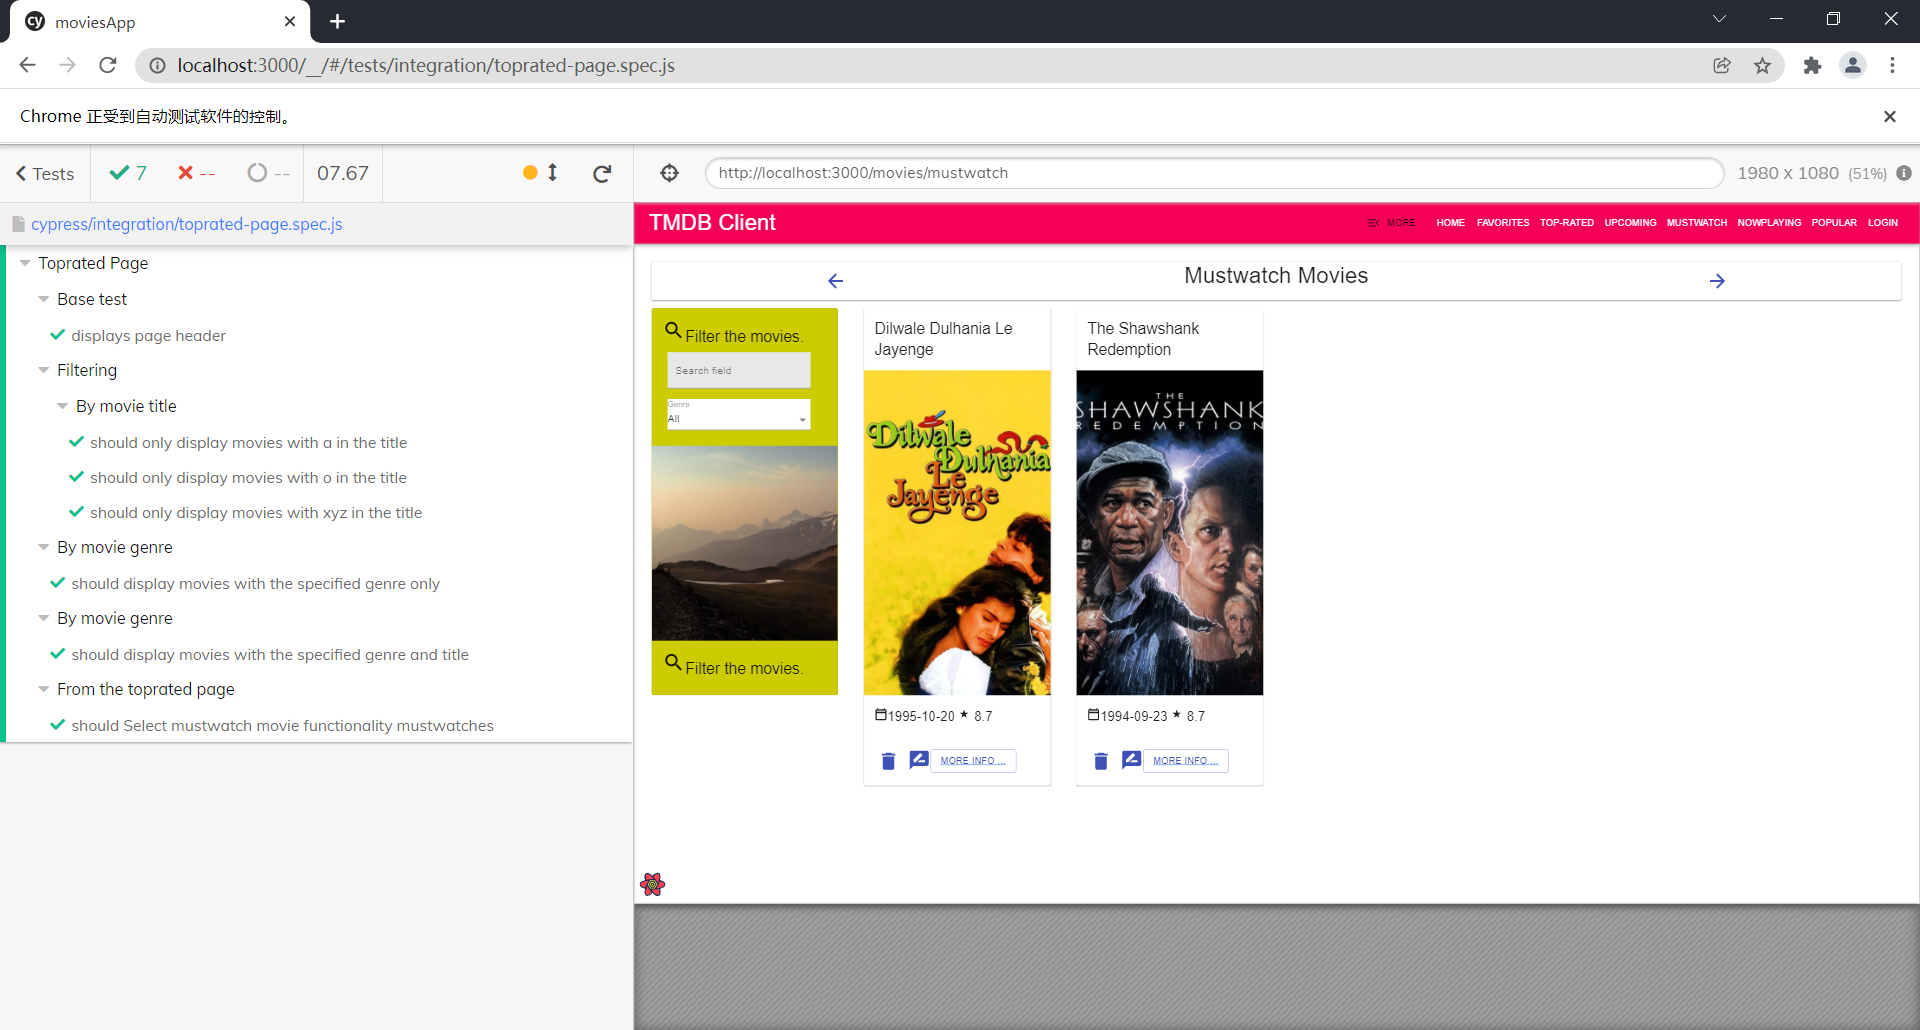 cy moviesApp
localhost:3000/__/#/tests/integration/toprated-page.spec.js
Chrome 正受到自动测试软件的控制。
Tests 7 -- -- 07.67
http://localhost:3000/movies/mustwatch 1980 x 1080 (51%)
cypress/integration/toprated-page.spec.js
Toprated Page
Base test
displays page header
Filtering
By movie title
should only display movies with a in the title
should only display movies with o in the title
should only display movies with xyz in the title
By movie genre
should display movies with the specified genre only
By movie genre
should display movies with the specified genre and title
From the toprated page
should Select mustwatch movie functionality mustwatches
TMDB Client
MORE HOME FAVORITES TOP-RATED UPCOMING MUSTWATCH NOWPLAYING POPULAR LOGIN
Mustwatch Movies
Filter the movies.
Search field
Genre
All
Filter the movies.
Dilwale Dulhania Le
Jayenge
Dilwale
Dulhania
Le
Jayenge
1995-10-20 ★ 8.7
MORE INFO ...
The Shawshank
Redemption
THE
SHAWSHANK
REDEMPTION
1994-09-23 ★ 8.7
MORE INFO ...